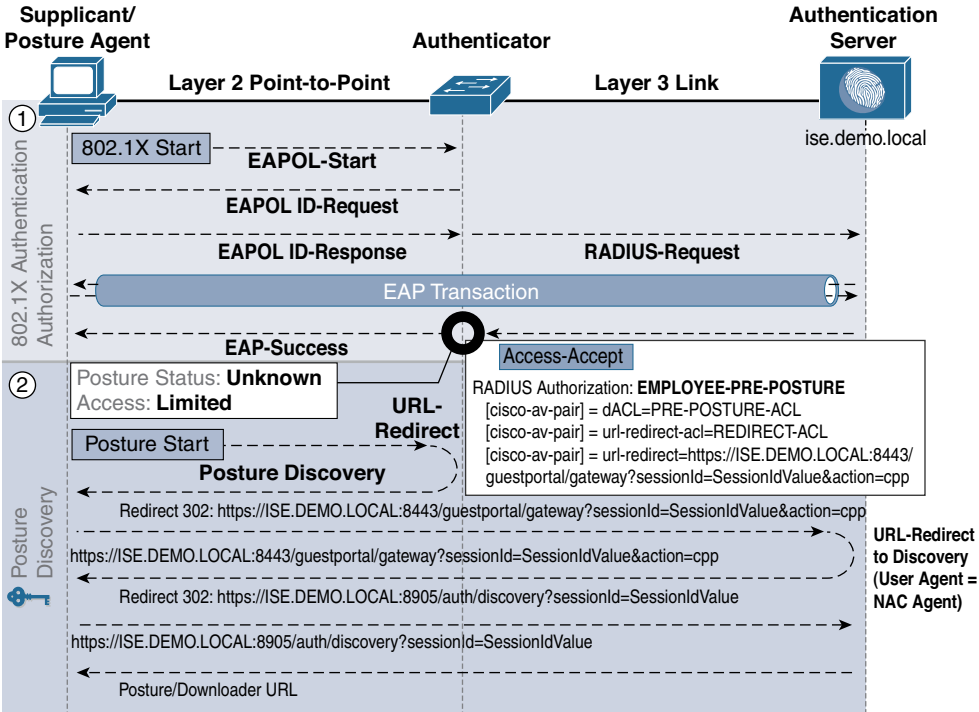 Supplicant/
Posture Agent
Authenticator
Authentication
Server
Layer 2 Point-to-Point
Layer 3 Link
ise.demo.local
1
802.1X Authentication
Authorization
802.1X Start
EAPOL-Start
EAPOL ID-Request
EAPOL ID-Response
RADIUS-Request
EAP Transaction
EAP-Success
Access-Accept
RADIUS Authorization: EMPLOYEE-PRE-POSTURE
[cisco-av-pair] = dACL=PRE-POSTURE-ACL
[cisco-av-pair] = url-redirect-acl=REDIRECT-ACL
[cisco-av-pair] = url-redirect=https://ISE.DEMO.LOCAL:8443/
guestportal/gateway?sessionId=SessionIdValue&action=cpp
2
Posture Status: Unknown
Access: Limited
URL-
Redirect
Posture Start
Posture Discovery
Posture
Discovery
Redirect 302: https://ISE.DEMO.LOCAL:8443/guestportal/gateway?sessionId=SessionIdValue&action=cpp
https://ISE.DEMO.LOCAL:8443/guestportal/gateway?sessionId=SessionIdValue&action=cpp
URL-Redirect
to Discovery
(User Agent =
NAC Agent)
Redirect 302: https://ISE.DEMO.LOCAL:8905/auth/discovery?sessionId=SessionIdValue
https://ISE.DEMO.LOCAL:8905/auth/discovery?sessionId=SessionIdValue
Posture/Downloader URL